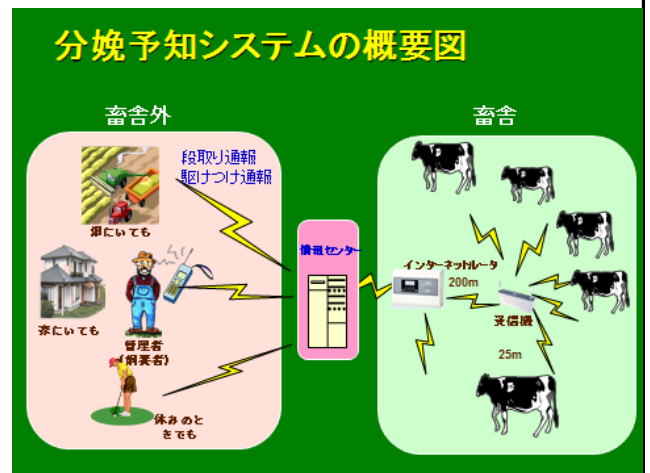 分娩予知システムの概要図
畜舎外
畜舎
段取り通報
駆けつけ通報
畑にいても
家にいても
管理者
(飼養者)
休みのと
きでも
情報センター
インターネットルータ
200m
受信機
25m